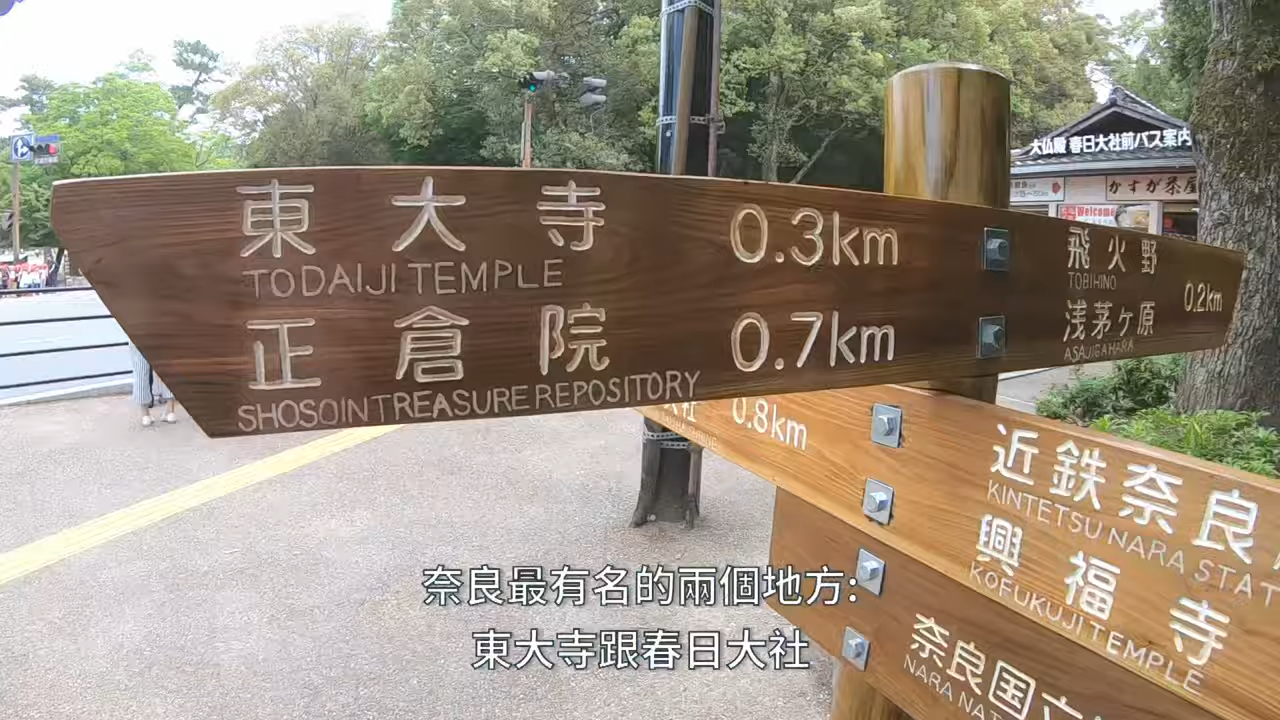 大仏殿 春日大社前バス案内
かすが茶屋
Welcome
東大寺 0.3km
TODAIJI TEMPLE
正倉院 0.7km
SHOSOIN TREASURE REPOSITORY
飛火野
TOBIHINO
0.2km
浅茅ヶ原
ASAJIGAHARA
0.8km
近鉄奈良
KINTETSU NARA STAT
興福寺
KOFUKUJI TEMPLE
奈良国立
NARA NAT
奈良最有名的兩個地方:
東大寺跟春日大社